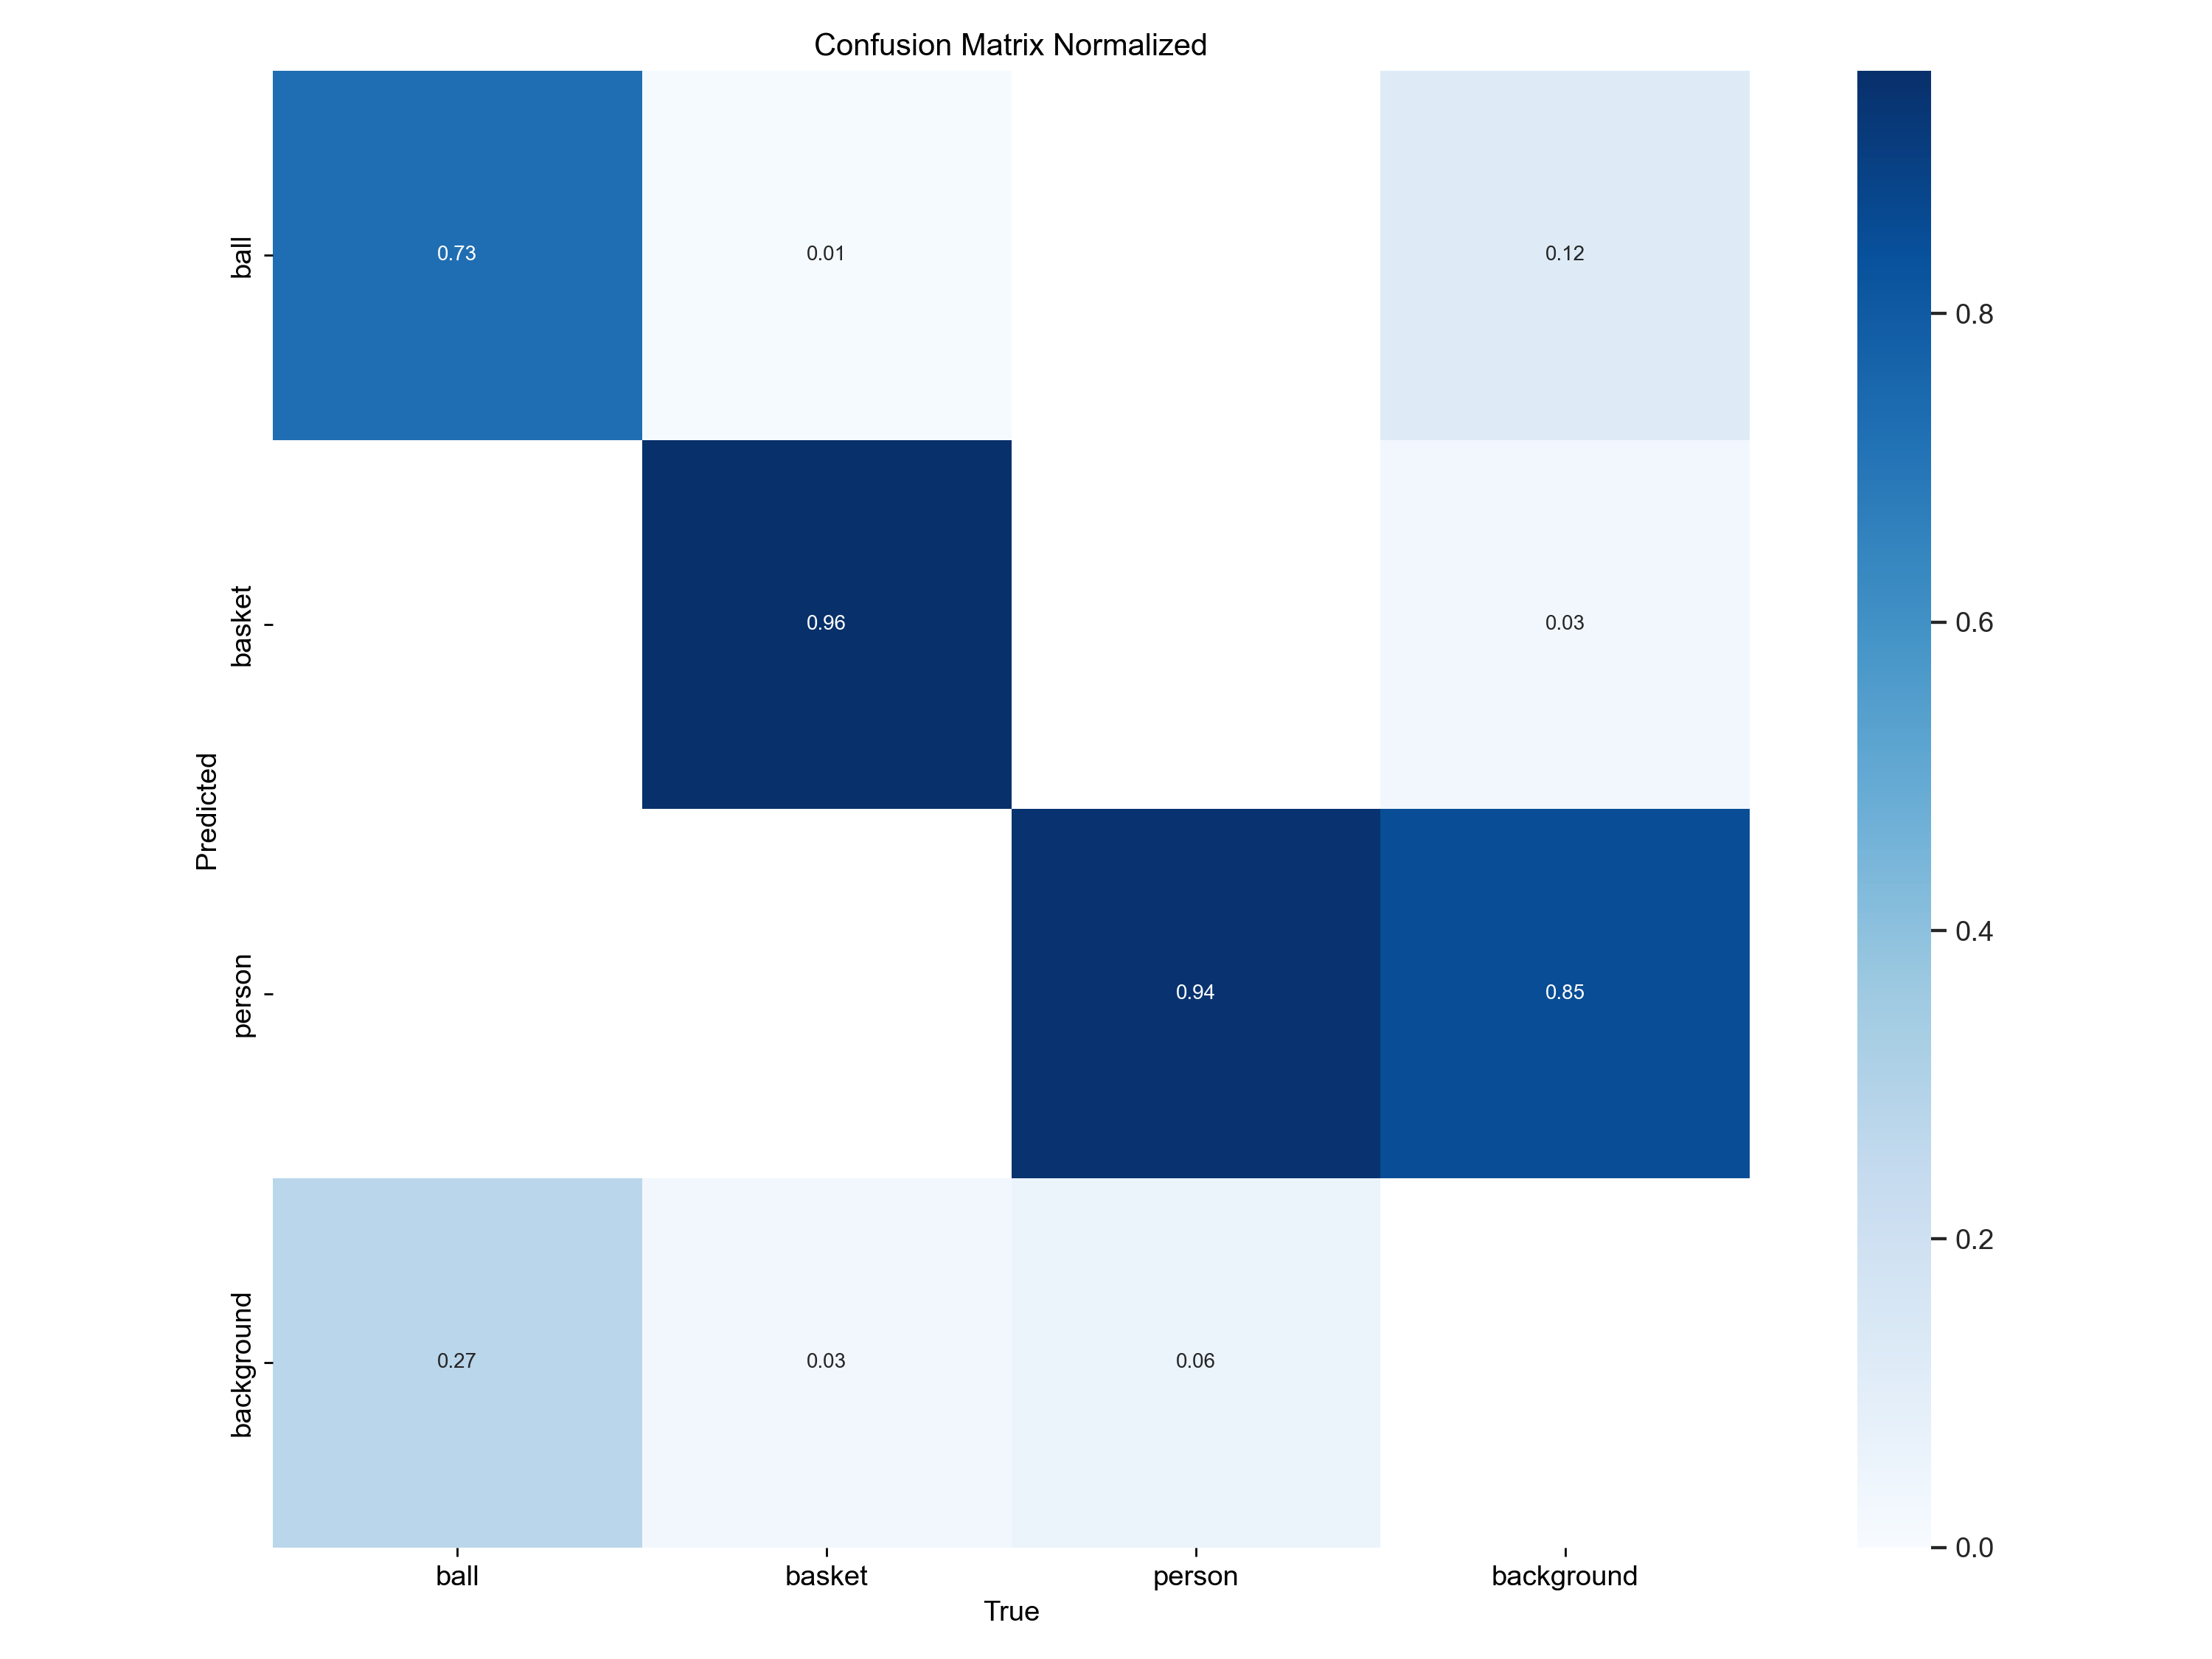 Confusion Matrix Normalized
ball
0.73
0.01
0.12
basket
0.96
0.03
person
0.94
0.85
background
0.27
0.03
0.06
Predicted
ball
basket
person
background
True
0.8
0.6
0.4
0.2
0.0